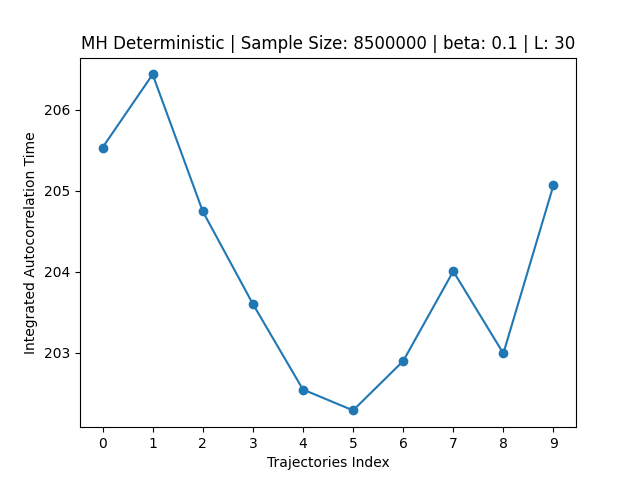 MH Deterministic | Sample Size: 8500000 | beta: 0.1 | L: 30
Integrated Autocorrelation Time
206
205
204
203
0 1 2 3 4 5 6 7 8 9
Trajectories Index